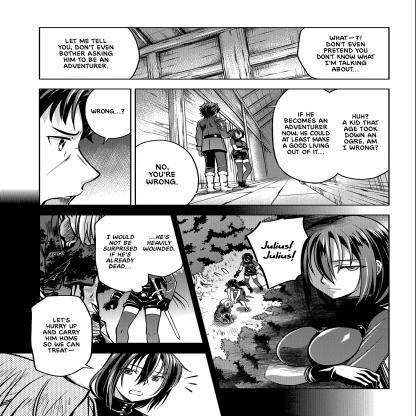 WHAT—?!
DON'T EVEN
PRETEND YOU
DON'T KNOW WHAT
I'M TALKING
ABOUT...
LET ME TELL
YOU, DON'T EVEN
BOTHER ASKING
HIM TO BE AN
ADVENTURER.
HUH?
A KID THAT
AGE TOOK
DOWN AN
OGRE, AM
I WRONG?
IF HE
BECOMES AN
ADVENTURER
NOW, HE COULD
AT LEAST MAKE
A GOOD LIVING
OUT OF IT...
NO,
YOU'RE
WRONG.
WRONG...?
Julius!
Julius!
...HE'S
HEAVILY
WOUNDED.
I WOULD
NOT BE
SURPRISED
IF HE'S
ALREADY
DEAD...
LET'S
HURRY UP
AND CARRY
HIM HOME
SO WE CAN
TREAT—